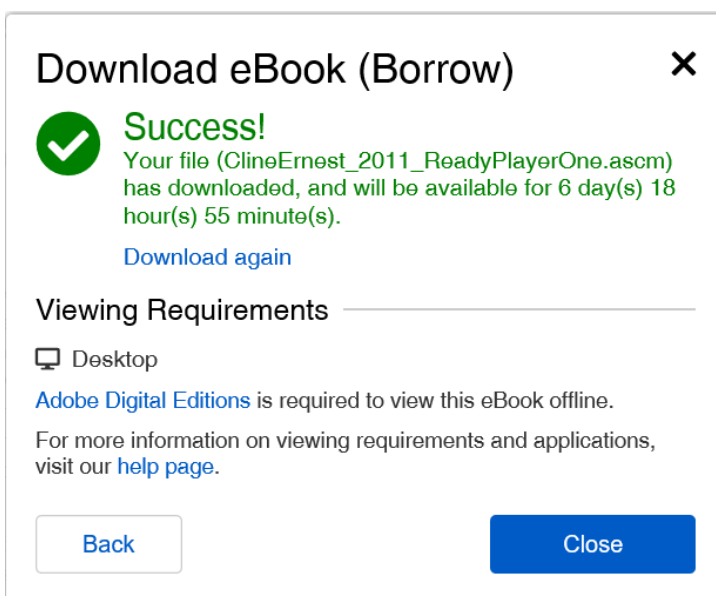 Download eBook (Borrow)
Success!
Your file (ClineErnest_2011_ReadyPlayerOne.ascm)
has downloaded, and will be available for 6 day(s) 18
hour(s) 55 minute(s).
Download again
Viewing Requirements
Desktop
Adobe Digital Editions is required to view this eBook offline.
For more information on viewing requirements and applications,
visit our help page.
Back Close